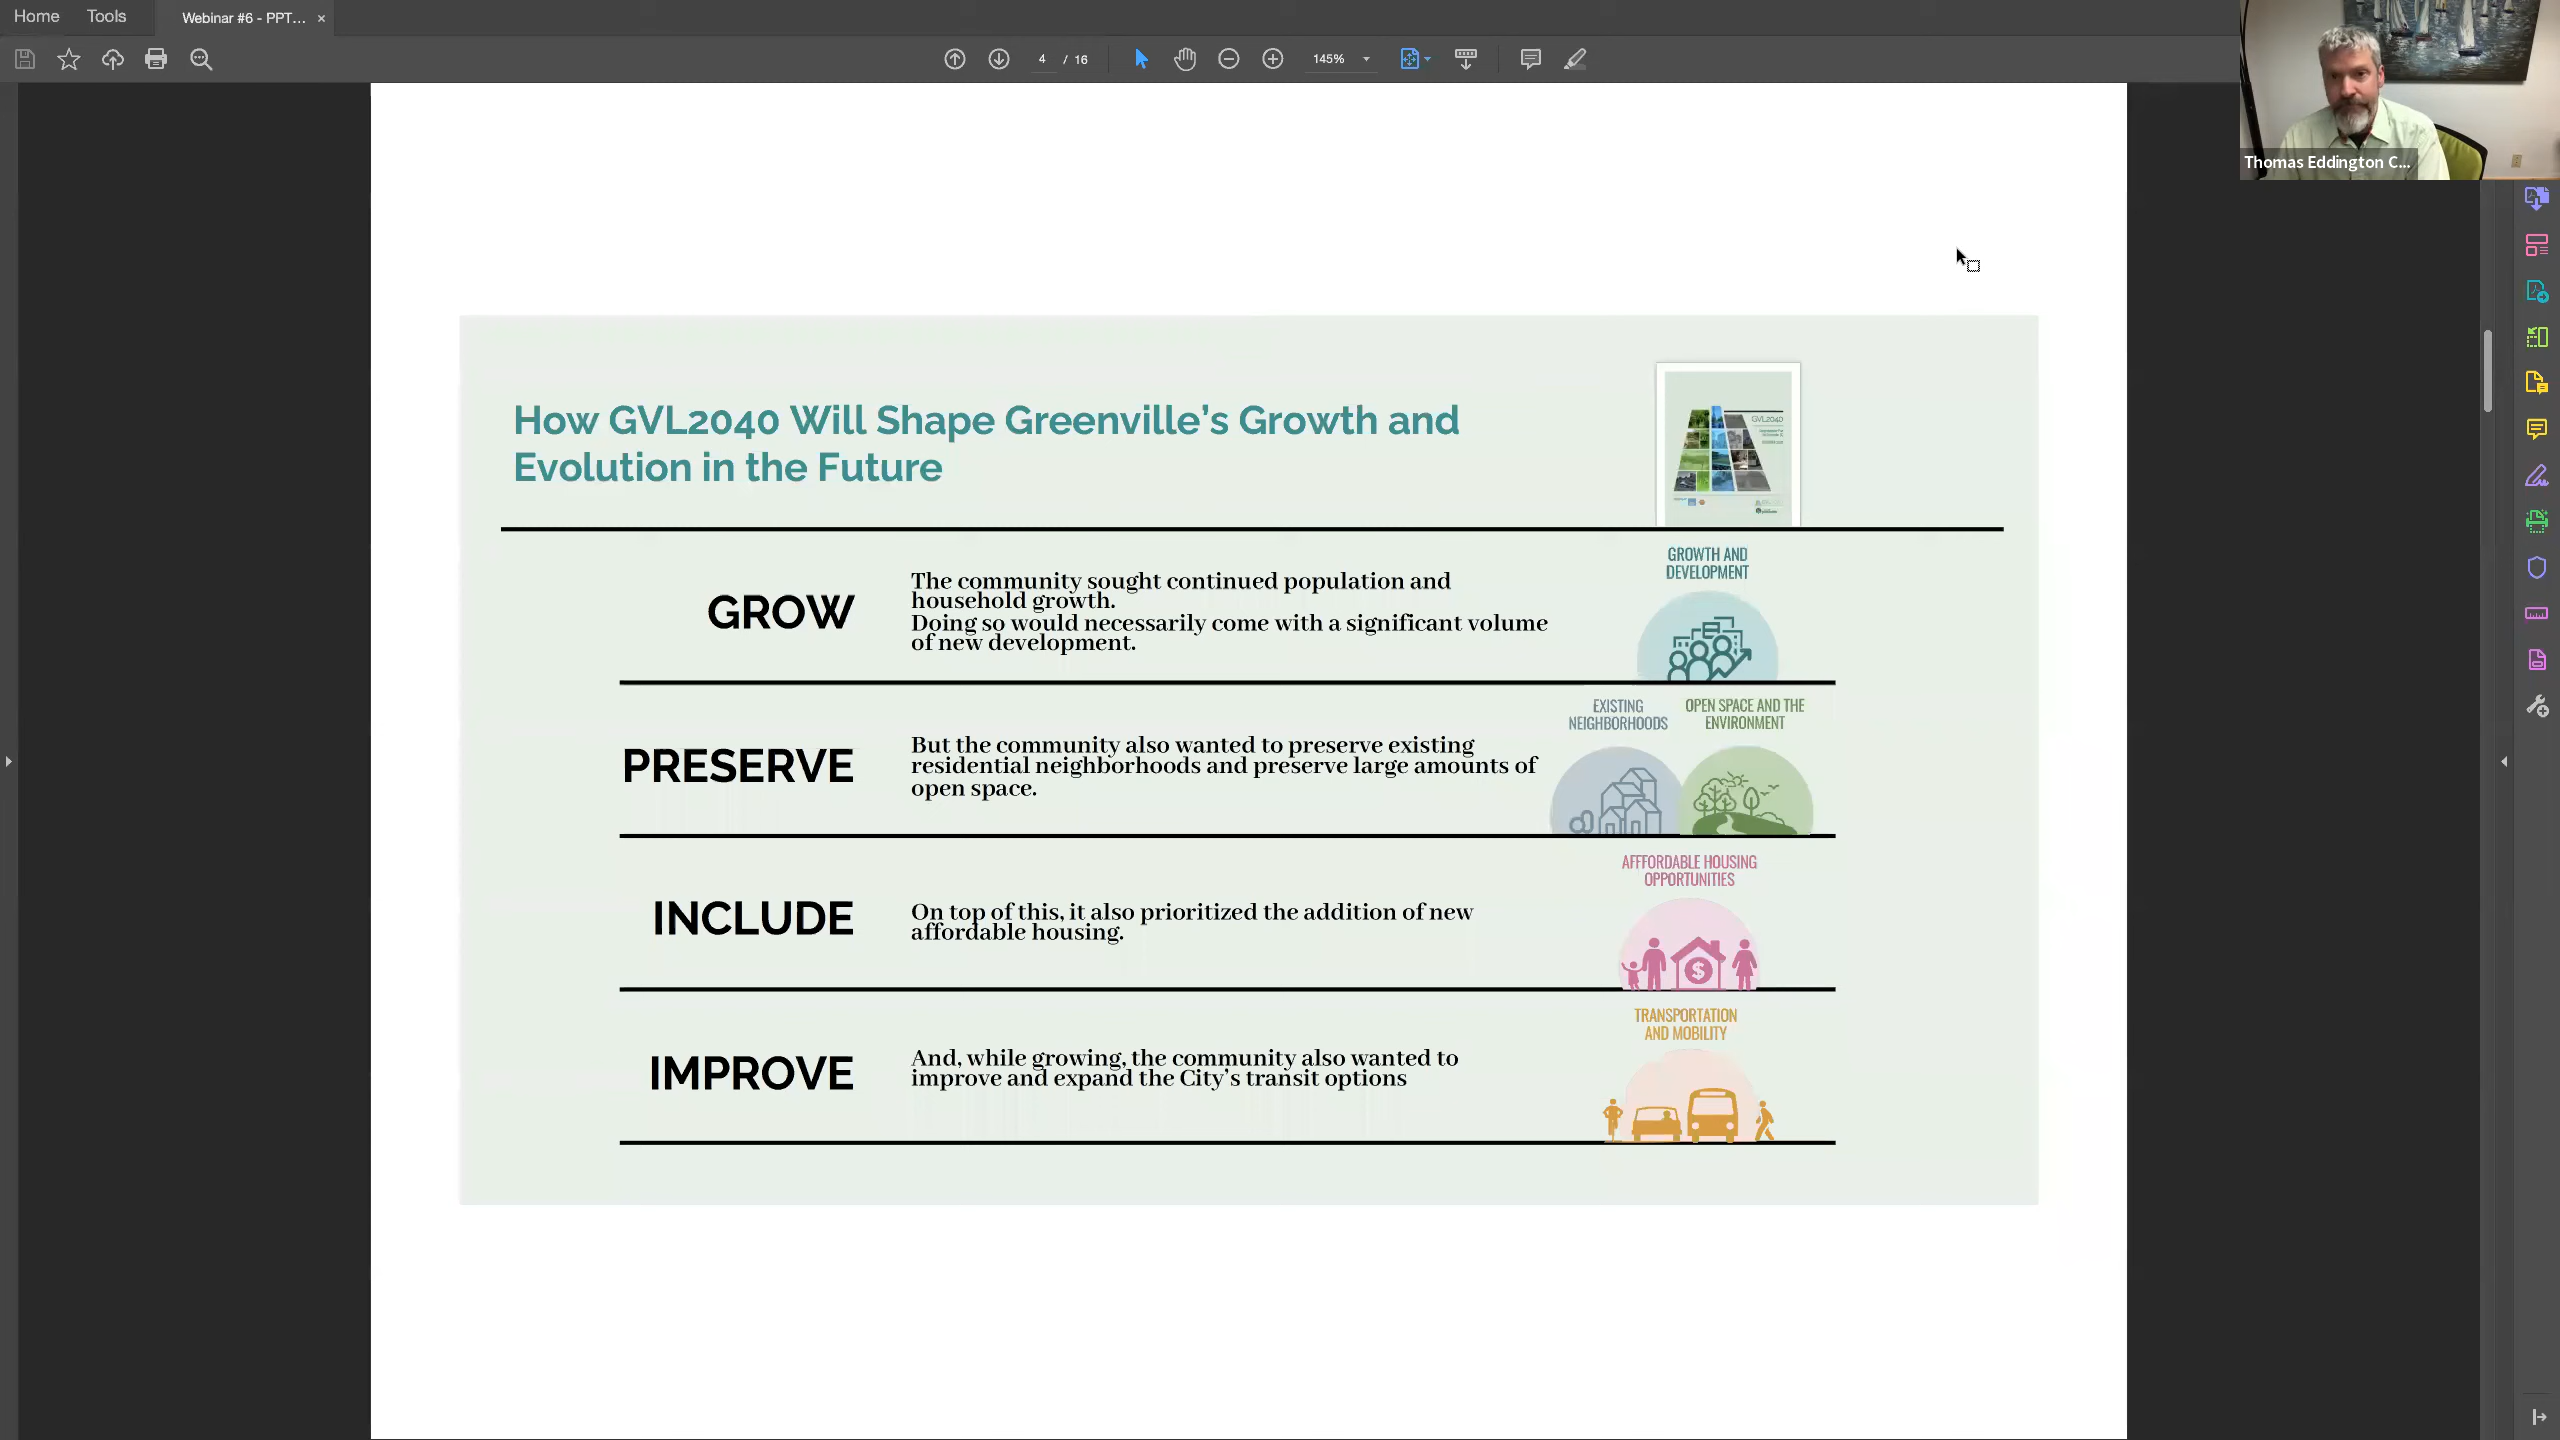 Home
Tools
Webinar #6 - PPT...
4 / 16
145%
Thomas Eddington C...
How GVL2040 Will Shape Greenville's Growth and
Evolution in the Future
GVL2040
GROW
The community sought continued population and
household growth.
Doing so would necessarily come with a significant volume
of new development.
GROWTH AND
DEVELOPMENT
PRESERVE
But the community also wanted to preserve existing
residential neighborhoods and preserve large amounts of
open space.
EXISTING
NEIGHBORHOODS
OPEN SPACE AND THE
ENVIRONMENT
INCLUDE
On top of this, it also prioritized the addition of new
affordable housing.
AFFFORDABLE HOUSING
OPPORTUNITIES
IMPROVE
And, while growing, the community also wanted to
improve and expand the City's transit options
TRANSPORTATION
AND MOBILITY